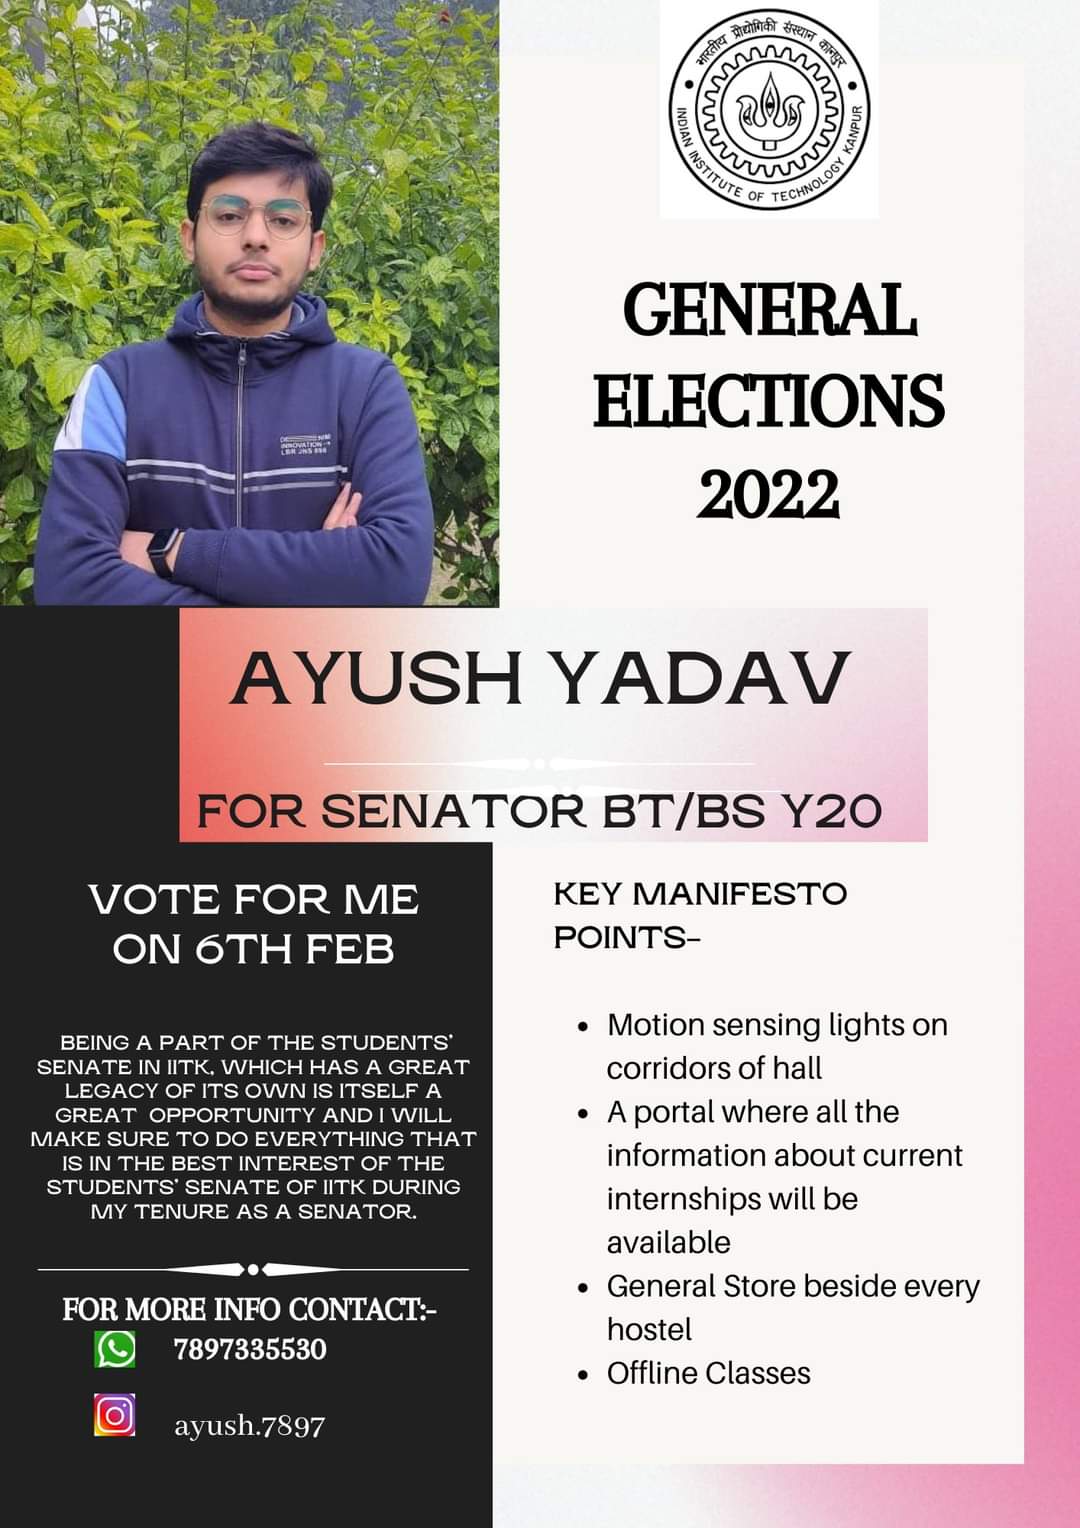 भारतीय प्रौद्योगिकी संस्थान कानपुर
INDIAN INSTITUTE OF TECHNOLOGY KANPUR
GENERAL
ELECTIONS
2022
INNOVATION
LBR JNS 898
AYUSH YADAV
FOR SENATOR BT/BS Y20
VOTE FOR ME
ON 6TH FEB
BEING A PART OF THE STUDENTS'
SENATE IN IITK, WHICH HAS A GREAT
LEGACY OF ITS OWN IS ITSELF A
GREAT OPPORTUNITY AND I WILL
MAKE SURE TO DO EVERYTHING THAT
IS IN THE BEST INTEREST OF THE
STUDENTS' SENATE OF IITK DURING
MY TENURE AS A SENATOR.
FOR MORE INFO CONTACT:-
7897335530
ayush.7897
KEY MANIFESTO
POINTS-
• Motion sensing lights on
corridors of hall
• A portal where all the
information about current
internships will be
available
• General Store beside every
hostel
• Offline Classes